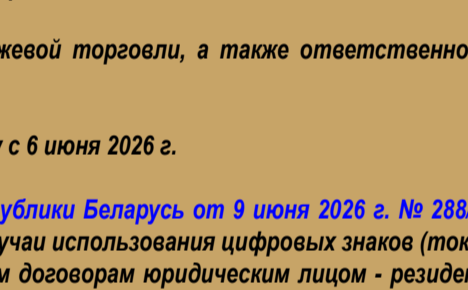 жевой торговли, а также ответственно
с 6 июня 2026 г.
ублики Беларусь от 9 июня 2026 г. № 288
учаи использования цифровых знаков (ток
м договорам юридическим лицом - резиде